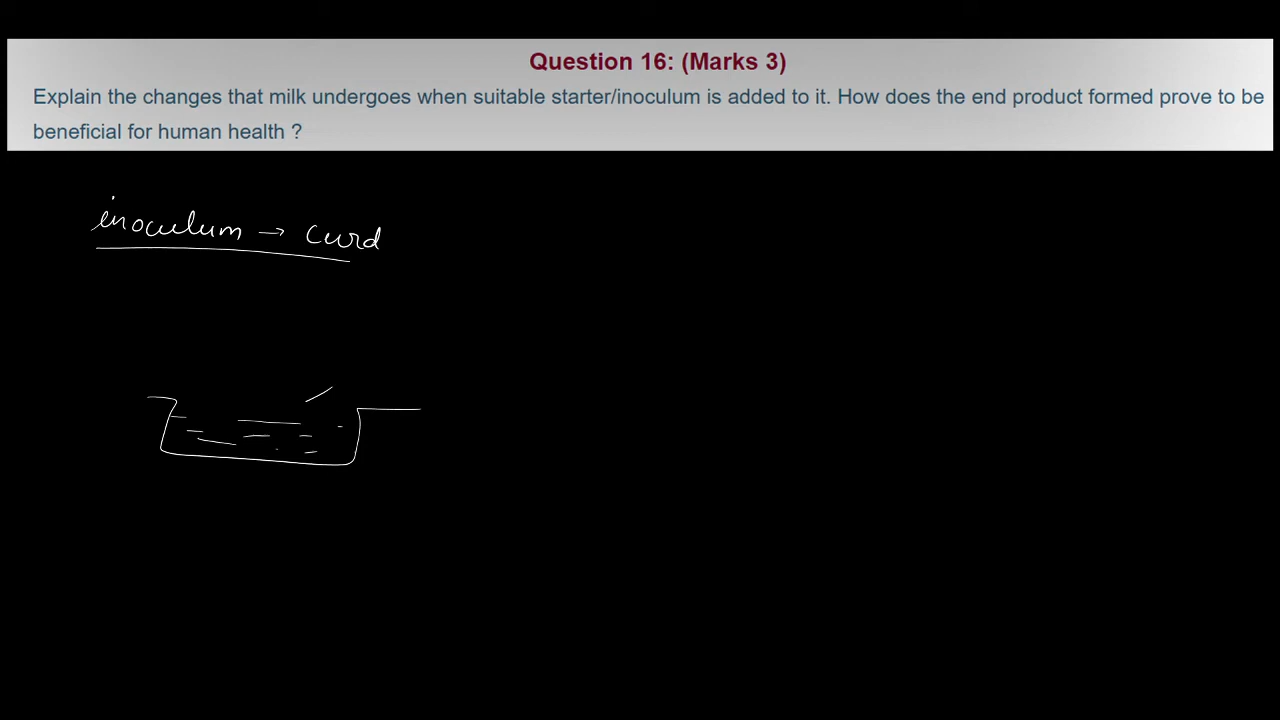 Question 16: (Marks 3)
Explain the changes that milk undergoes when suitable starter/inoculum is added to it. How does the end product formed prove to be
beneficial for human health ?
inoculum → curd